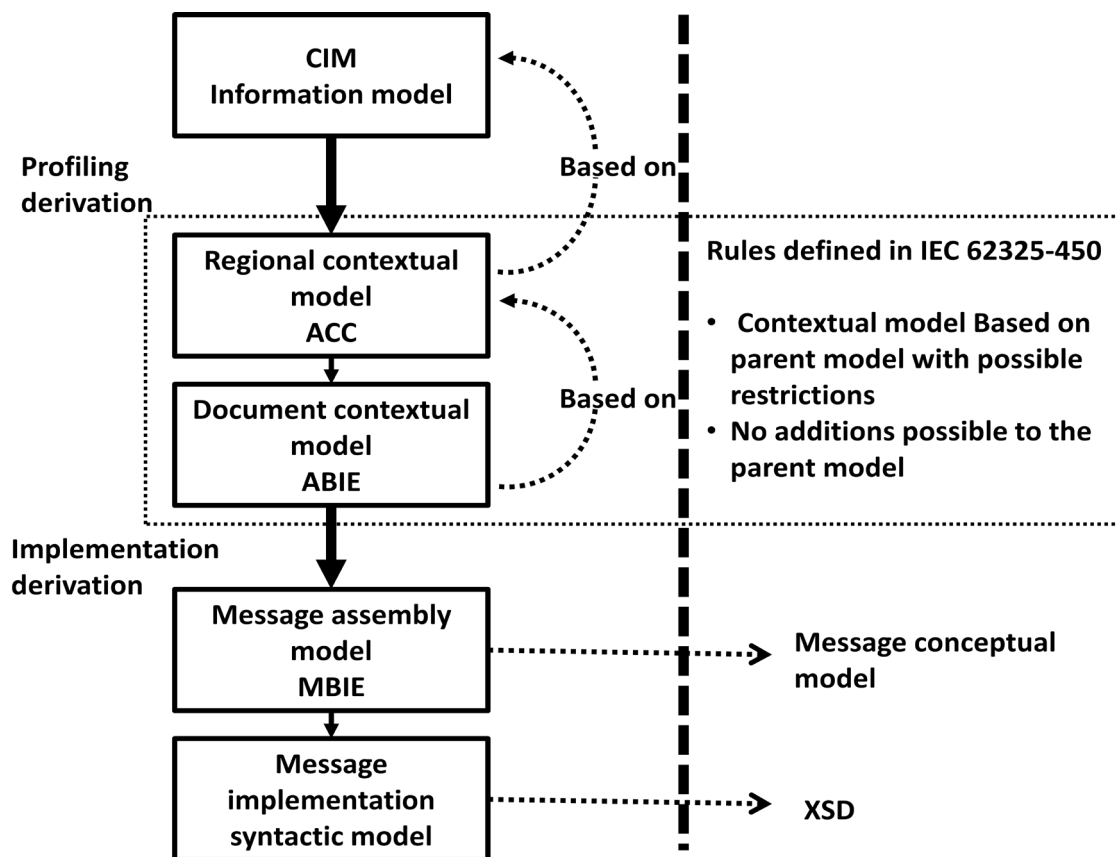 CIM
Information model
Profiling
derivation
Based on
Regional contextual
model
ACC
Rules defined in IEC 62325-450
• Contextual model Based on
parent model with possible
restrictions
• No additions possible to the
parent model
Document contextual
model
ABIE
Based on
Implementation
derivation
Message assembly
model
MBIE
Message conceptual
model
Message
implementation
syntactic model
XSD